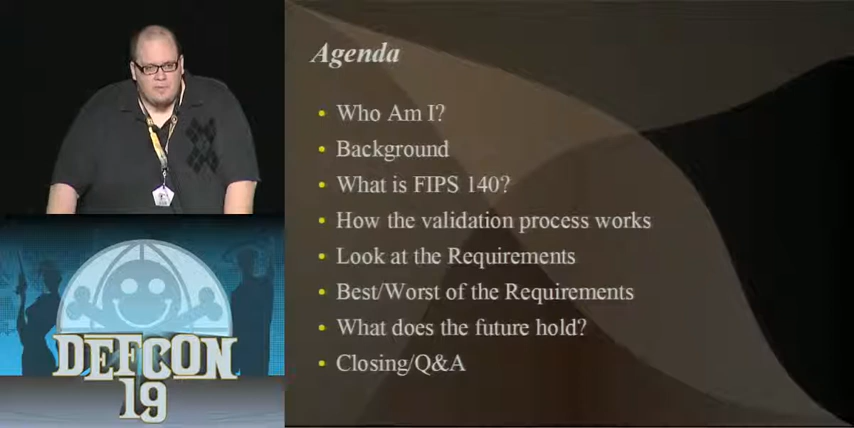 Agenda
• Who Am I?
• Background
• What is FIPS 140?
• How the validation process works
• Look at the Requirements
• Best/Worst of the Requirements
• What does the future hold?
• Closing/Q&A
DEFCON
19